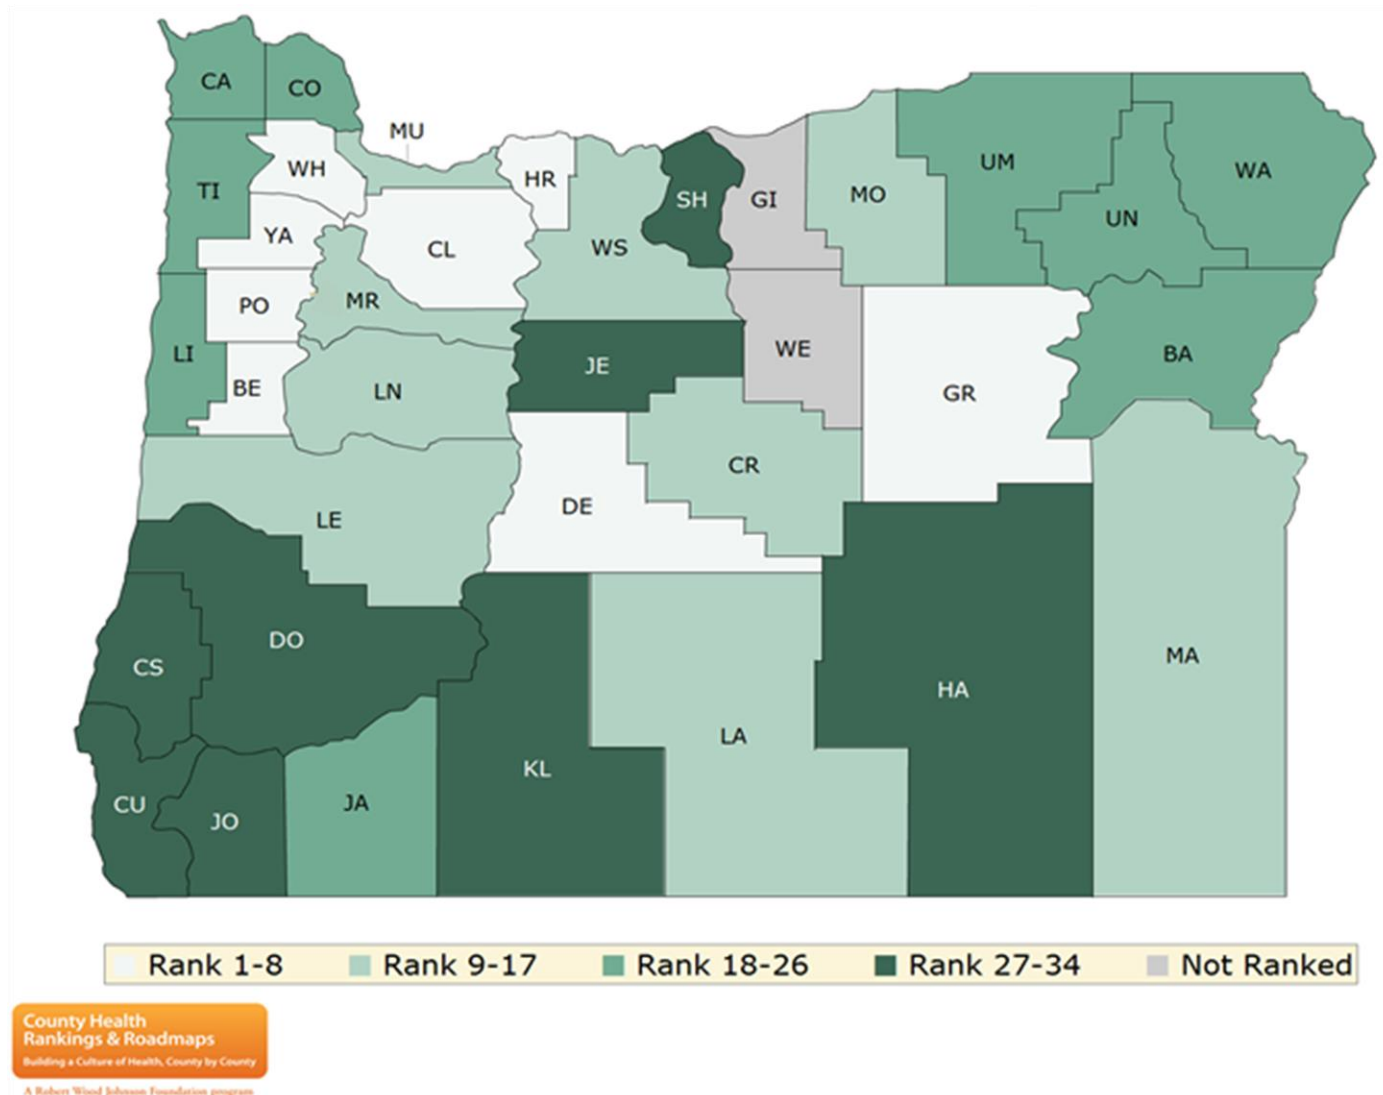 CA
CO
MU
WH
HR
TI
SH
GI
MO
UM
WA
UN
YA
CL
WS
PO
MR
LI
JE
WE
BA
BE
LN
GR
CR
LE
DE
DO
CS
MA
HA
LA
KL
CU
JO
JA
Rank 1-8 Rank 9-17 Rank 18-26 Rank 27-34 Not Ranked
County Health
Rankings & Roadmaps
Building a Culture of Health, County by County
A Robert Wood Johnson Foundation program